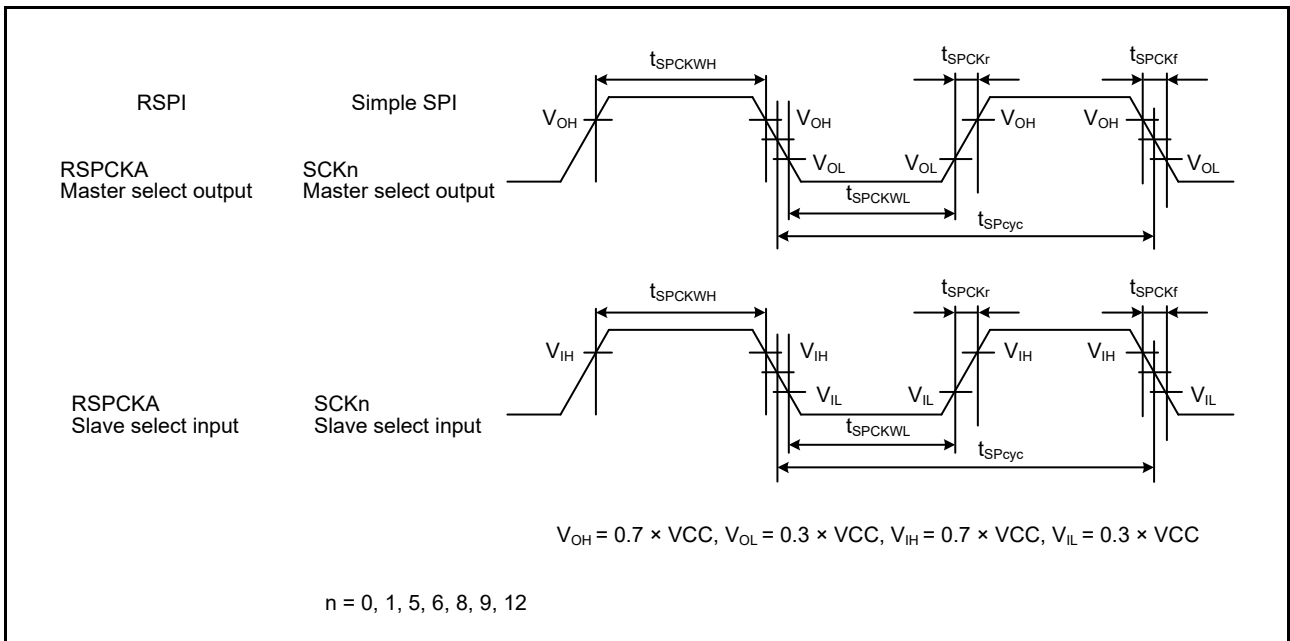 tSPCKWH
tSPCKr
tSPCKf
RSPI
Simple SPI
VOH
VOH
VOH
VOH
RSPCKA
Master select output
SCKn
Master select output
VOL
VOL
VOL
tSPCKWL
tSPcyc
tSPCKWH
tSPCKr
tSPCKf
VIH
VIH
VIH
VIH
RSPCKA
Slave select input
SCKn
Slave select input
VIL
VIL
VIL
tSPCKWL
tSPcyc
VOH = 0.7 × VCC, VOL = 0.3 × VCC, VIH = 0.7 × VCC, VIL = 0.3 × VCC
n = 0, 1, 5, 6, 8, 9, 12